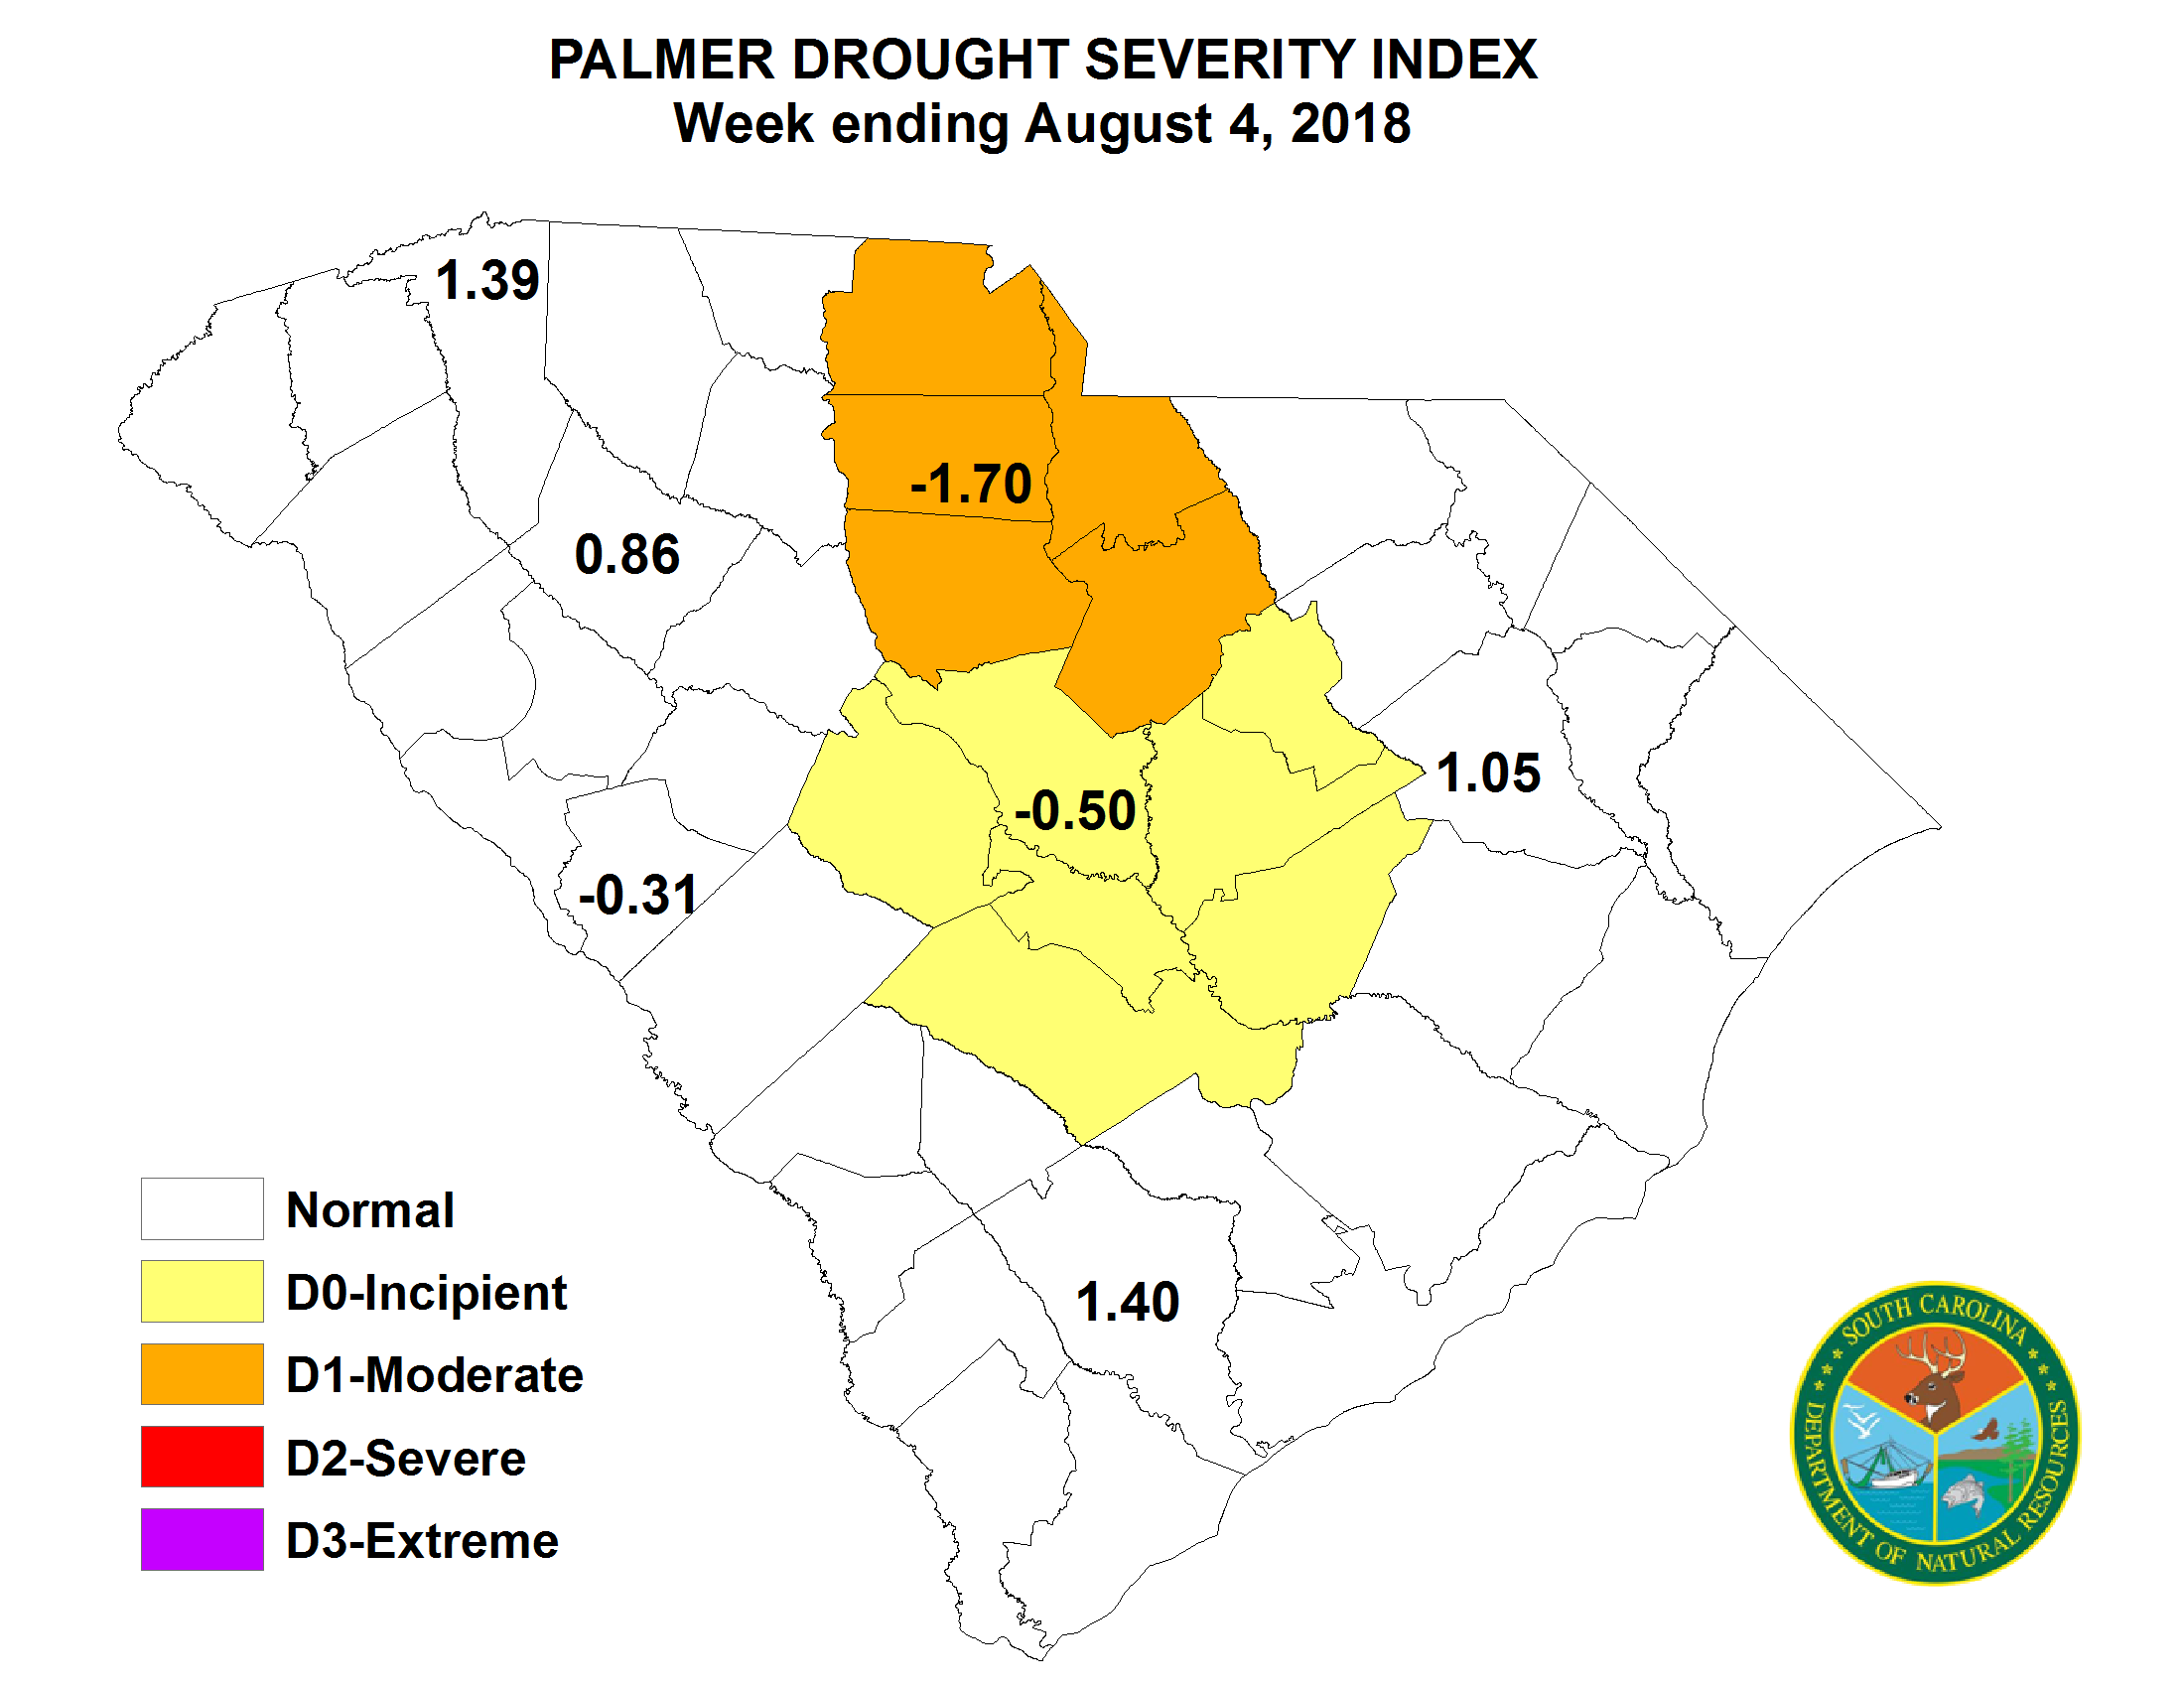 PALMER DROUGHT SEVERITY INDEX
Week ending August 4, 2018
1.39
-1.70
0.86
1.05
-0.50
-0.31
1.40
Normal
D0-Incipient
D1-Moderate
D2-Severe
D3-Extreme
SOUTH CAROLINA
DEPARTMENT OF NATURAL RESOURCES